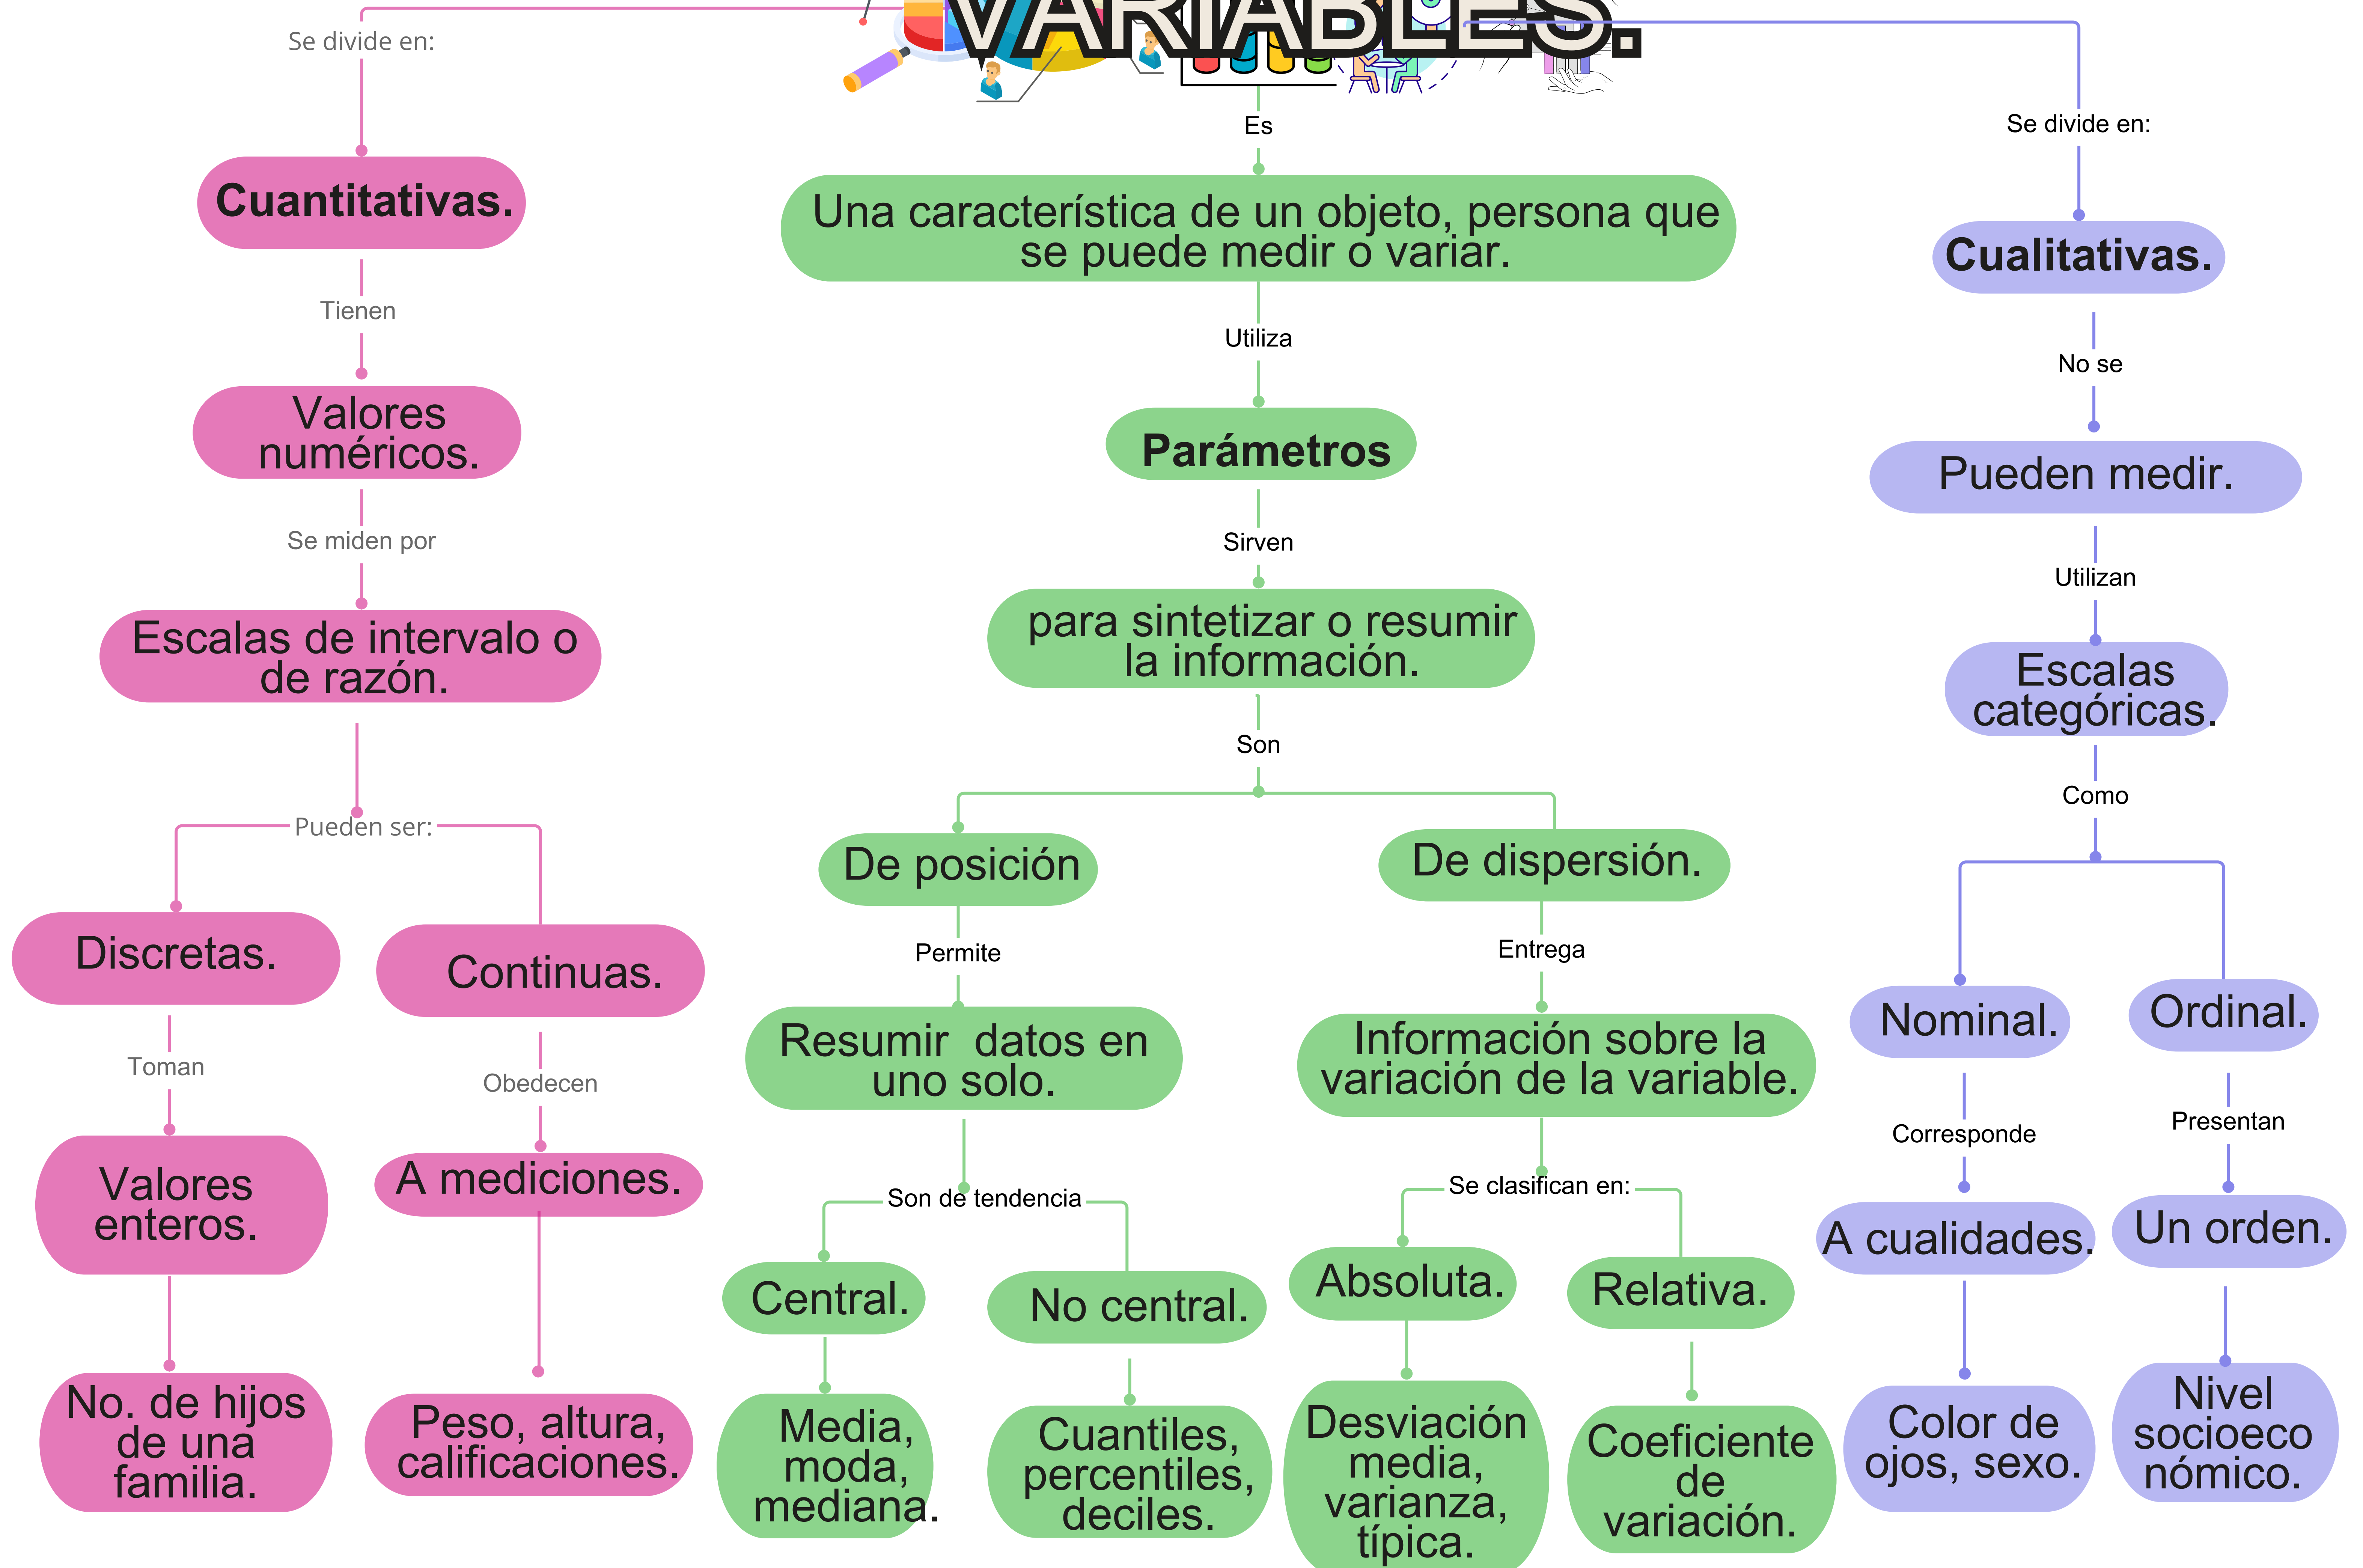 VARIABLES.
Se divide en:
Cuantitativas.
Tienen
Valores
numéricos.
Se miden por
Escalas de intervalo o
de razón.
Pueden ser:
Discretas.
Toman
Valores
enteros.
No. de hijos
de una
familia.
Continuas.
Obedecen
A mediciones.
Peso, altura,
calificaciones.
Es
Una característica de un objeto, persona que
se puede medir o variar.
Utiliza
Parámetros
Sirven
para sintetizar o resumir
la información.
Son
De posición
Permite
Resumir  datos en
uno solo.
Son de tendencia
Central.
Media,
moda,
mediana.
No central.
Cuantiles,
percentiles,
deciles.
De dispersión.
Entrega
Información sobre la
variación de la variable.
Se clasifican en:
Absoluta.
Desviación
media,
varianza,
típica.
Relativa.
Coeficiente
de
variación.
Se divide en:
Cualitativas.
No se
Pueden medir.
Utilizan
Escalas
categóricas.
Como
Nominal.
Corresponde
A cualidades.
Color de
ojos, sexo.
Ordinal.
Presentan
Un orden.
Nivel
socioeco
nómico.